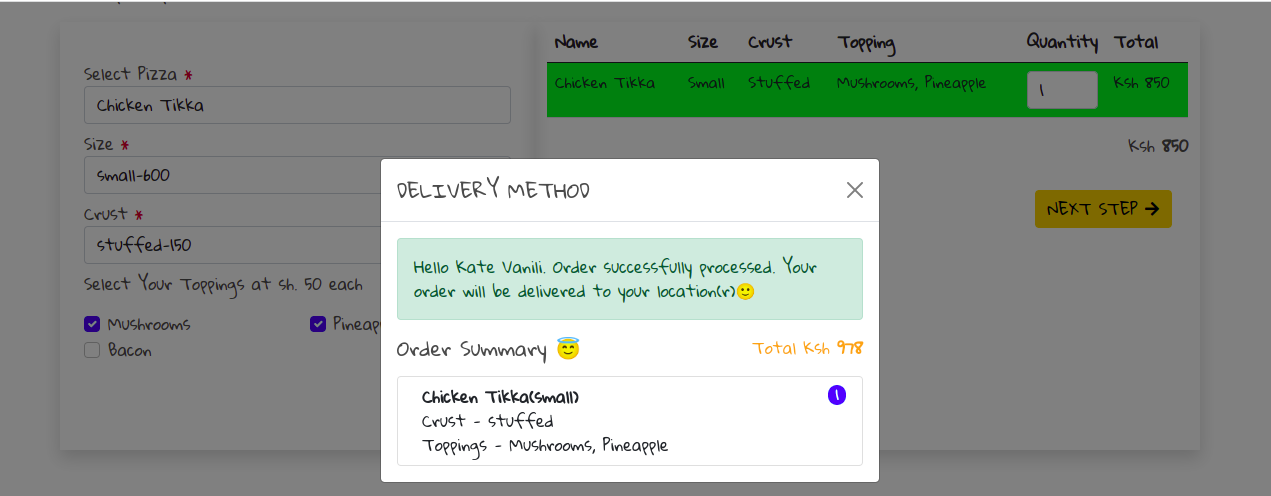 Select Pizza *
Chicken Tikka
Size *
small-600
Crust *
stuffed-150
Select Your Toppings at sh. 50 each
Mushrooms
Bacon
Name Size Crust Topping Quantity Total
Chicken Tikka Small Stuffed Mushrooms, Pineapple 1 Ksh 850
Ksh 850
NEXT STEP →
DELIVERY METHOD
Hello Kate Vanili. Order successfully processed. Your
order will be delivered to your location(r)🙂
Order Summary 😇 Total Ksh 978
Chicken Tikka(small) 1
Crust - stuffed
Toppings - Mushrooms, Pineapple